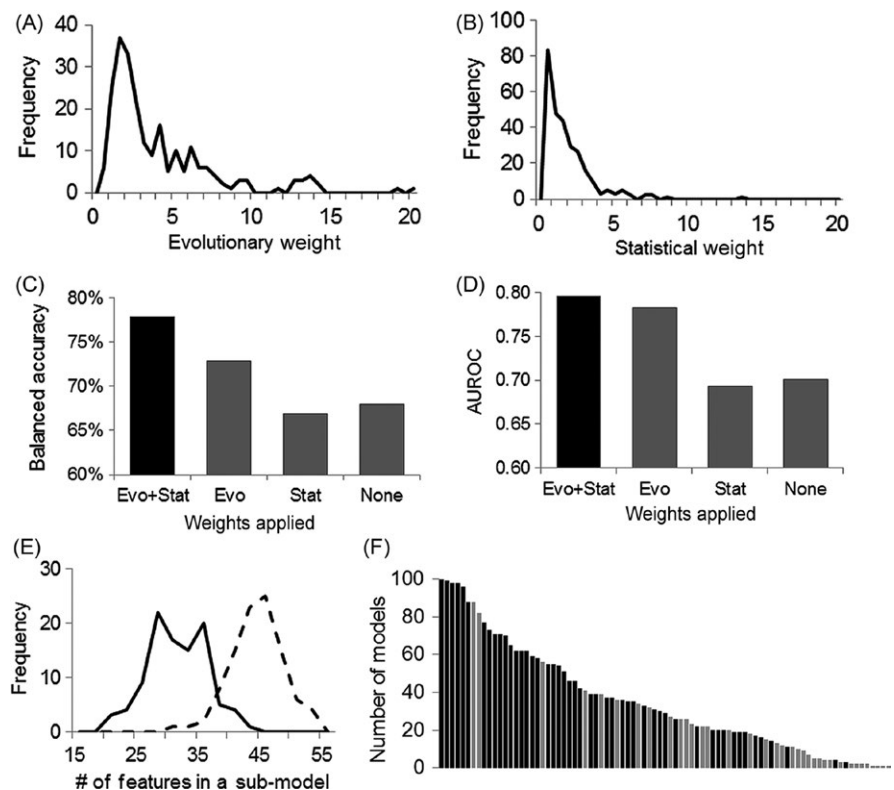 (A)
Frequency
40
30
20
10
0
0 5 10 15 20
Evolutionary weight
(B)
Frequency
100
80
60
40
20
0
0 5 10 15 20
Statistical weight
(C)
Balanced accuracy
80%
75%
70%
65%
60%
Evo+Stat Evo Stat None
Weights applied
(D)
AUROC
0.80
0.75
0.70
0.65
0.60
Evo+Stat Evo Stat None
Weights applied
(E)
Frequency
30
20
10
0
15 25 35 45 55
# of features in a sub-model
(F)
Number of models
100
80
60
40
20
0